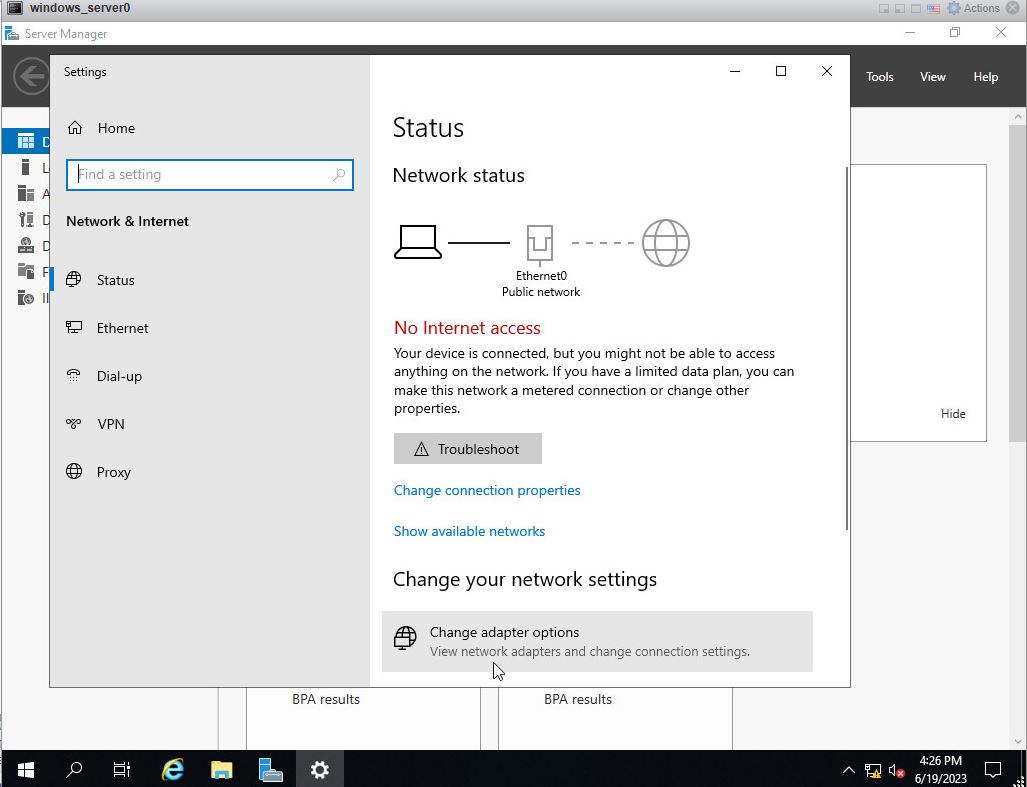 windows_server0
Actions
Server Manager
Tools
View
Help
Settings
Home
Find a setting
Network & Internet
Status
Ethernet
Dial-up
VPN
Proxy
Status
Network status
Ethernet0
Public network
No Internet access
Your device is connected, but you might not be able to access
anything on the network. If you have a limited data plan, you can
make this network a metered connection or change other
properties.
Troubleshoot
Change connection properties
Show available networks
Change your network settings
Change adapter options
View network adapters and change connection settings.
Hide
BPA results
BPA results
4:26 PM
6/19/2023